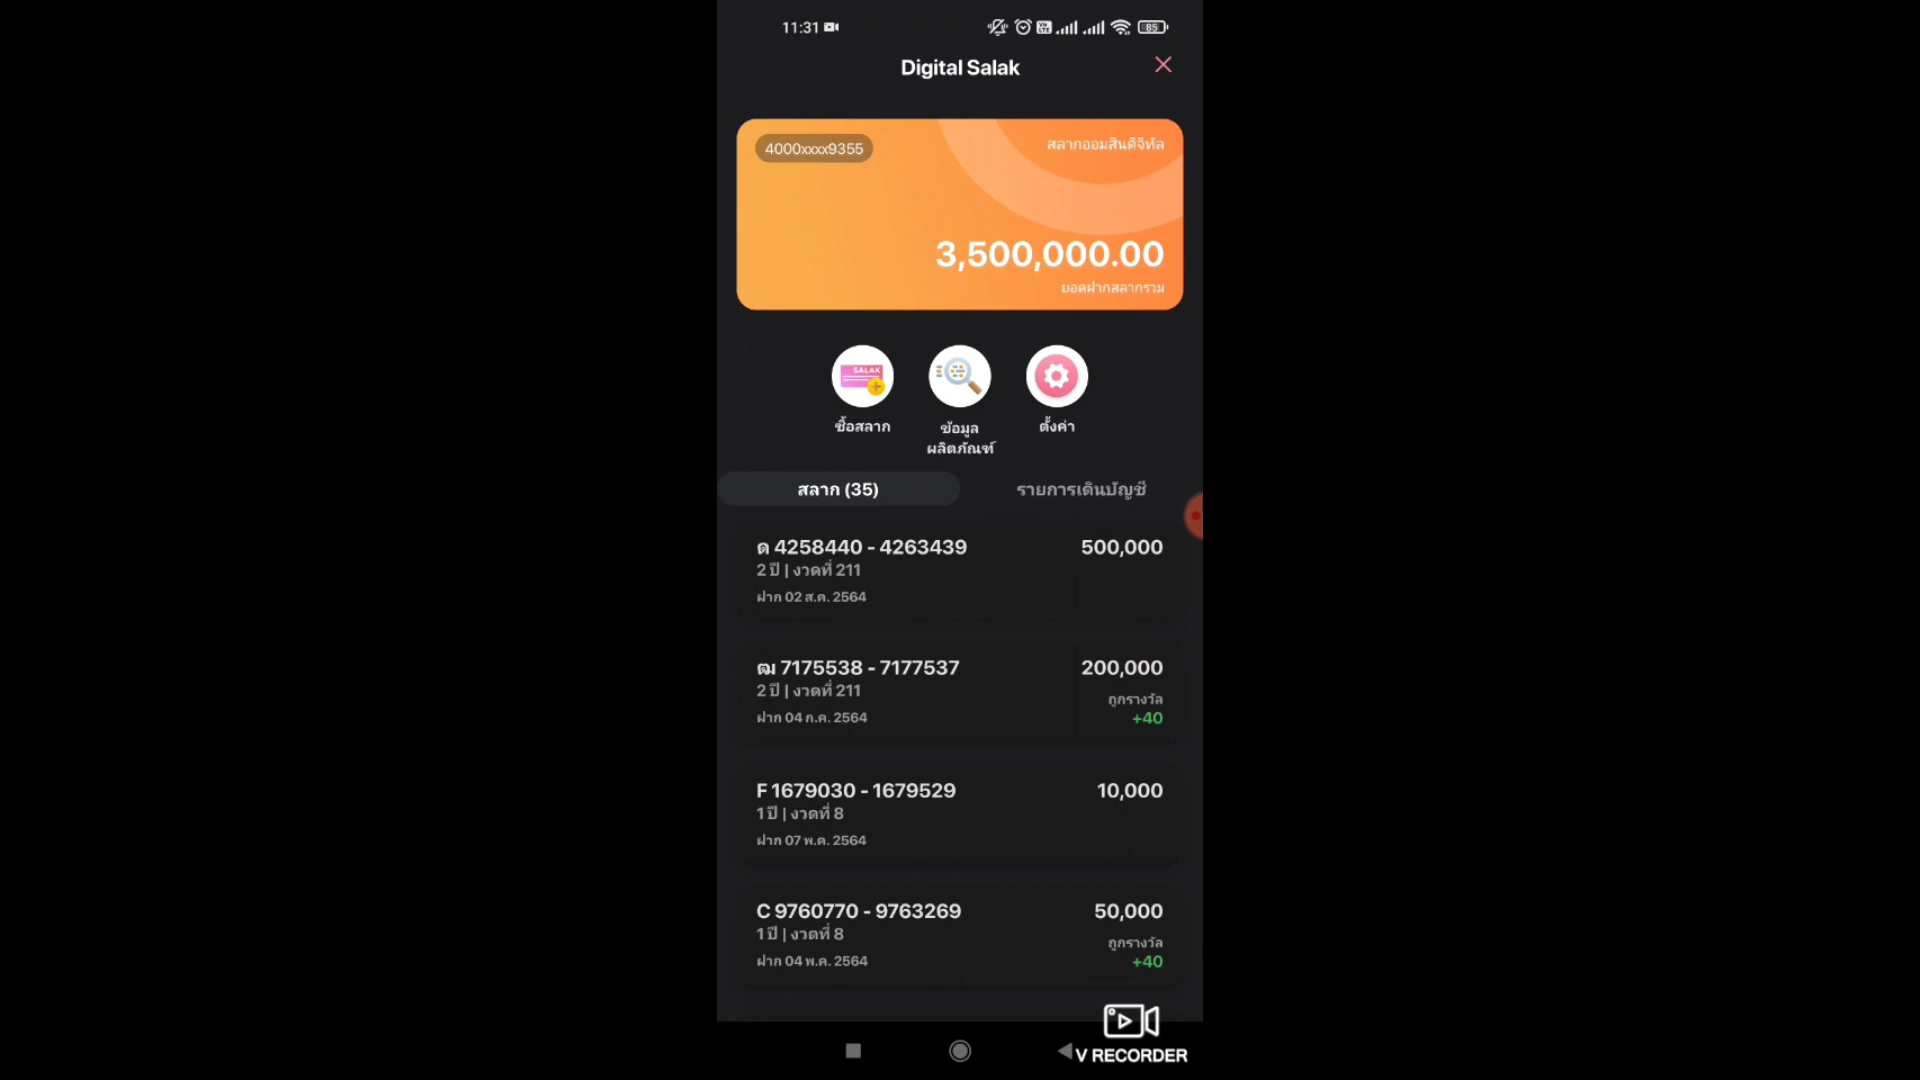 11:31
85
Digital Salak
4000xxxx9355
สลากออมสินดิจิทัล
3,500,000.00
ยอดฝากสลากรวม
SALAK
ซื้อสลาก
ข้อมูล
ผลิตภัณฑ์
ตั้งค่า
สลาก (35)
รายการเดินบัญชี
ด 4258440 - 4263439
500,000
2 ปี | งวดที่ 211
ฝาก 02 ส.ค. 2564
ฒ 7175538 - 7177537
200,000
2 ปี | งวดที่ 211
ถูกรางวัล
ฝาก 04 ก.ค. 2564
+40
F 1679030 - 1679529
10,000
1 ปี | งวดที่ 8
ฝาก 07 พ.ค. 2564
C 9760770 - 9763269
50,000
1 ปี | งวดที่ 8
ถูกรางวัล
ฝาก 04 พ.ค. 2564
+40
V RECORDER